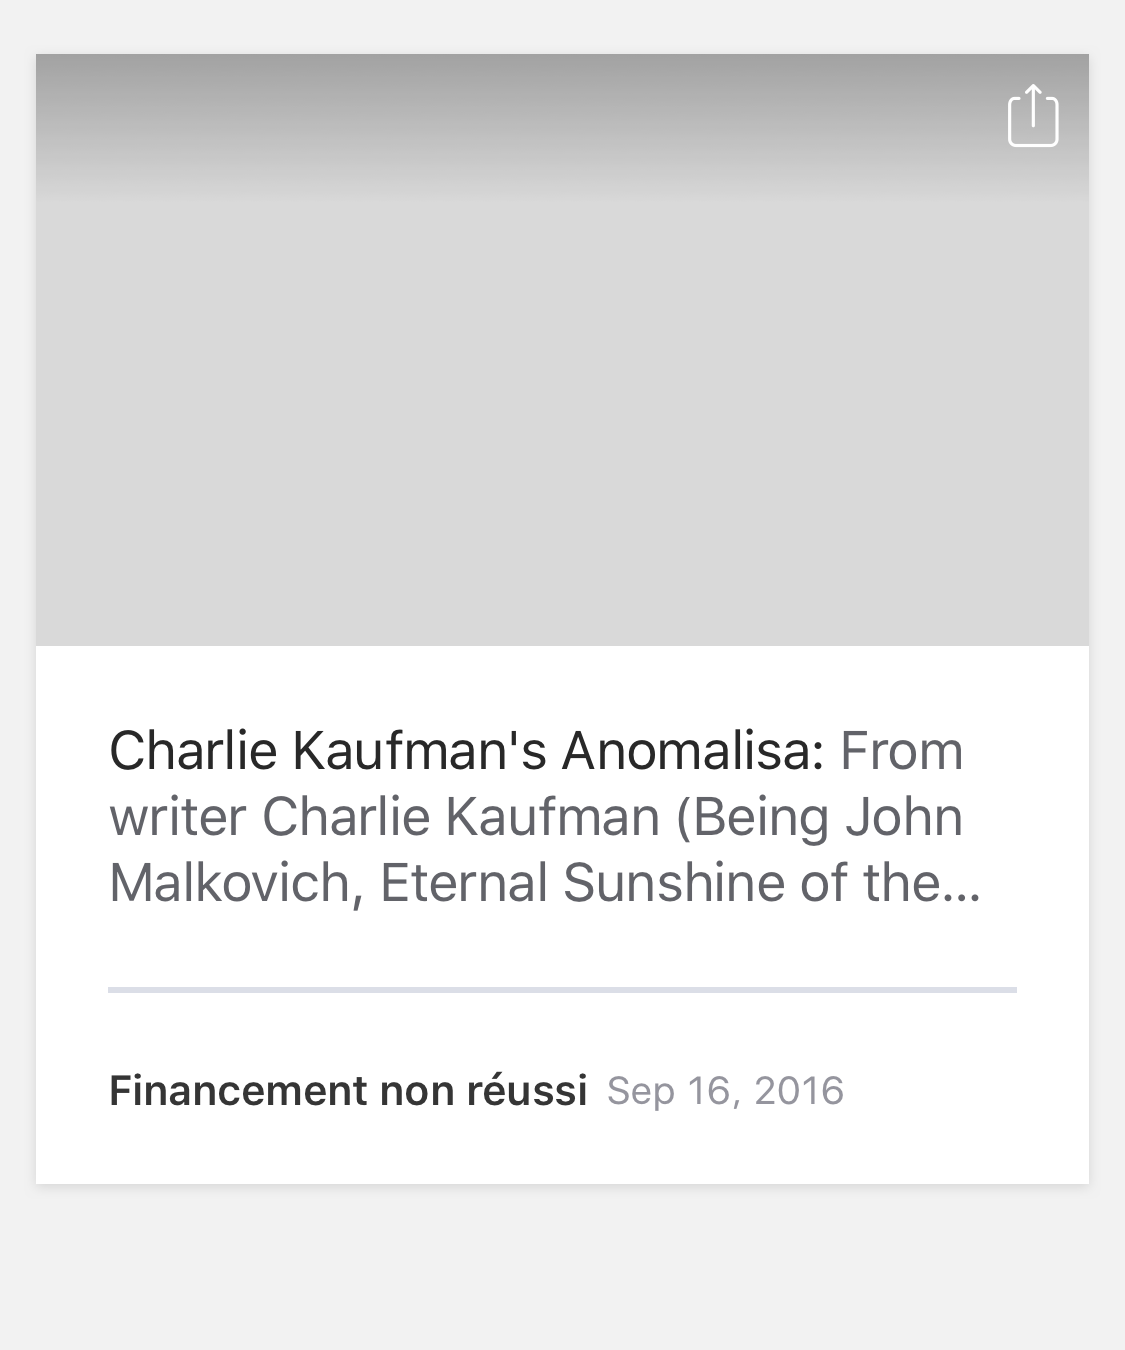 Charlie Kaufman's Anomalisa: From
writer Charlie Kaufman (Being John
Malkovich, Eternal Sunshine of the...
Financement non réussi Sep 16, 2016